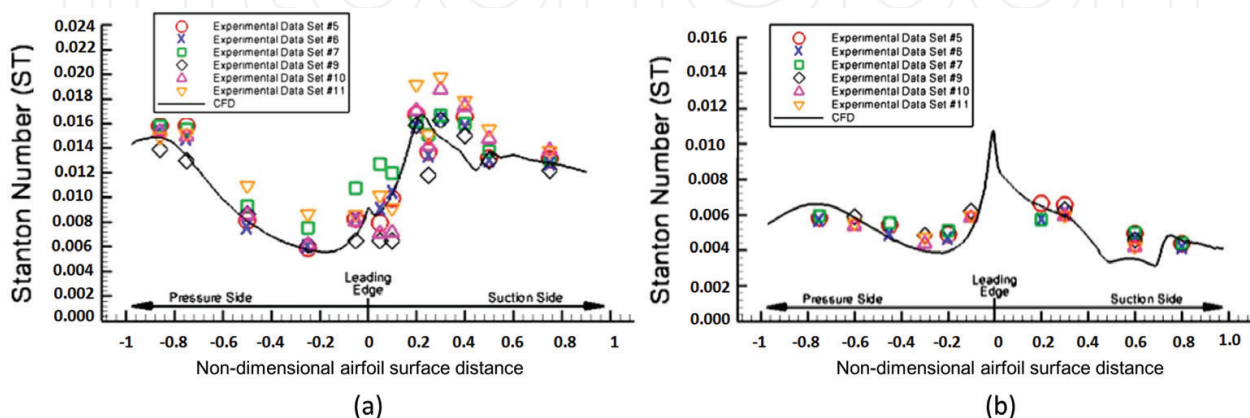 0.024
0.022
0.020
0.018
0.016
0.014
0.012
0.010
0.008
0.006
0.004
0.002
0.000
Stanton Number (ST)
Experimental Data Set #5
Experimental Data Set #6
Experimental Data Set #7
Experimental Data Set #9
Experimental Data Set #10
Experimental Data Set #11
CFD
Leading
Edge
Pressure Side
Suction Side
-1 -0.8 -0.6 -0.4 -0.2 0 0.2 0.4 0.6 0.8 1
Non-dimensional airfoil surface distance
(a)
0.016
0.014
0.012
0.010
0.008
0.006
0.004
0.002
0.000
Stanton Number (ST)
Experimental Data Set #5
Experimental Data Set #6
Experimental Data Set #7
Experimental Data Set #9
Experimental Data Set #10
Experimental Data Set #11
CFD
Leading
Edge
Pressure Side
Suction Side
-1 -0.8 -0.6 -0.4 -0.2 0 0.2 0.4 0.6 0.8 1
Non-dimensional airfoil surface distance
(b)